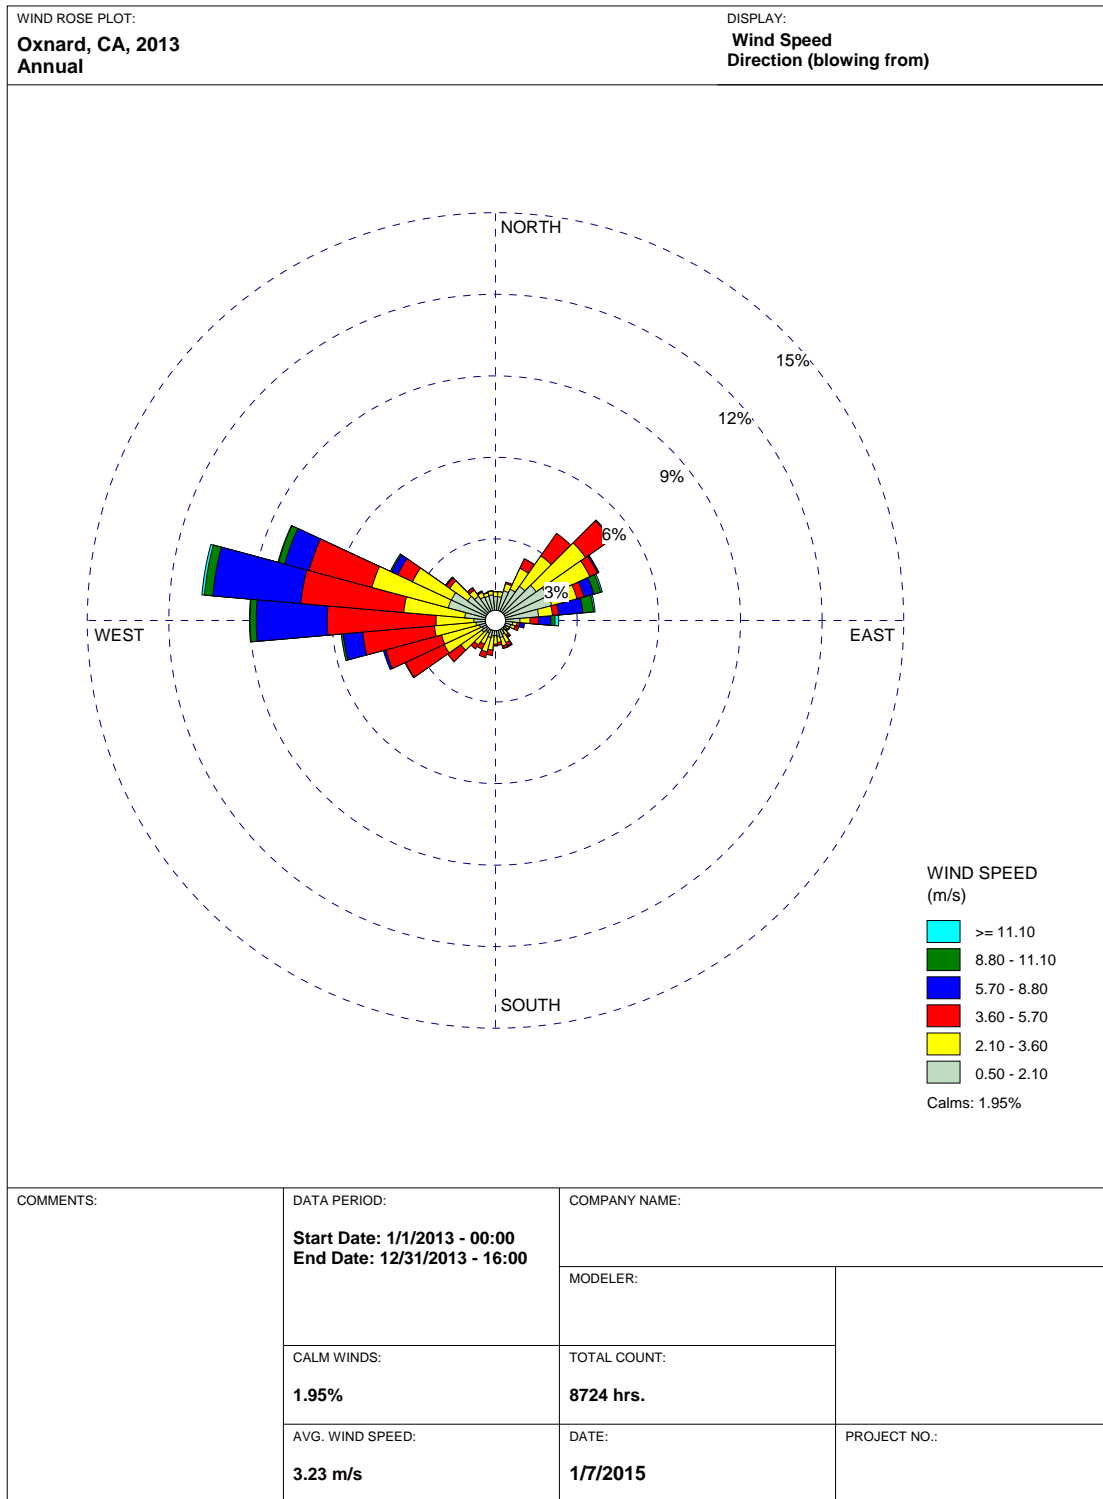 WIND ROSE PLOT:
Oxnard, CA, 2013
Annual
DISPLAY:
Wind Speed
Direction (blowing from)
NORTH
15%
12%
9%
6%
3%
WEST
EAST
SOUTH
WIND SPEED
(m/s)
>= 11.10
8.80 - 11.10
5.70 - 8.80
3.60 - 5.70
2.10 - 3.60
0.50 - 2.10
Calms: 1.95%
COMMENTS:
DATA PERIOD:
Start Date: 1/1/2013 - 00:00
End Date: 12/31/2013 - 16:00
COMPANY NAME:
MODELER:
CALM WINDS:
1.95%
TOTAL COUNT:
8724 hrs.
AVG. WIND SPEED:
3.23 m/s
DATE:
1/7/2015
PROJECT NO.: